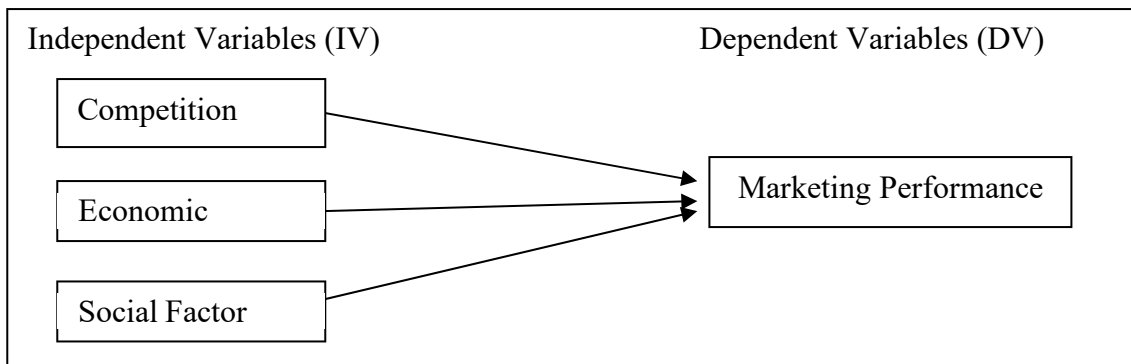 Independent Variables (IV)
Dependent Variables (DV)
Competition
Economic
Social Factor
Marketing Performance